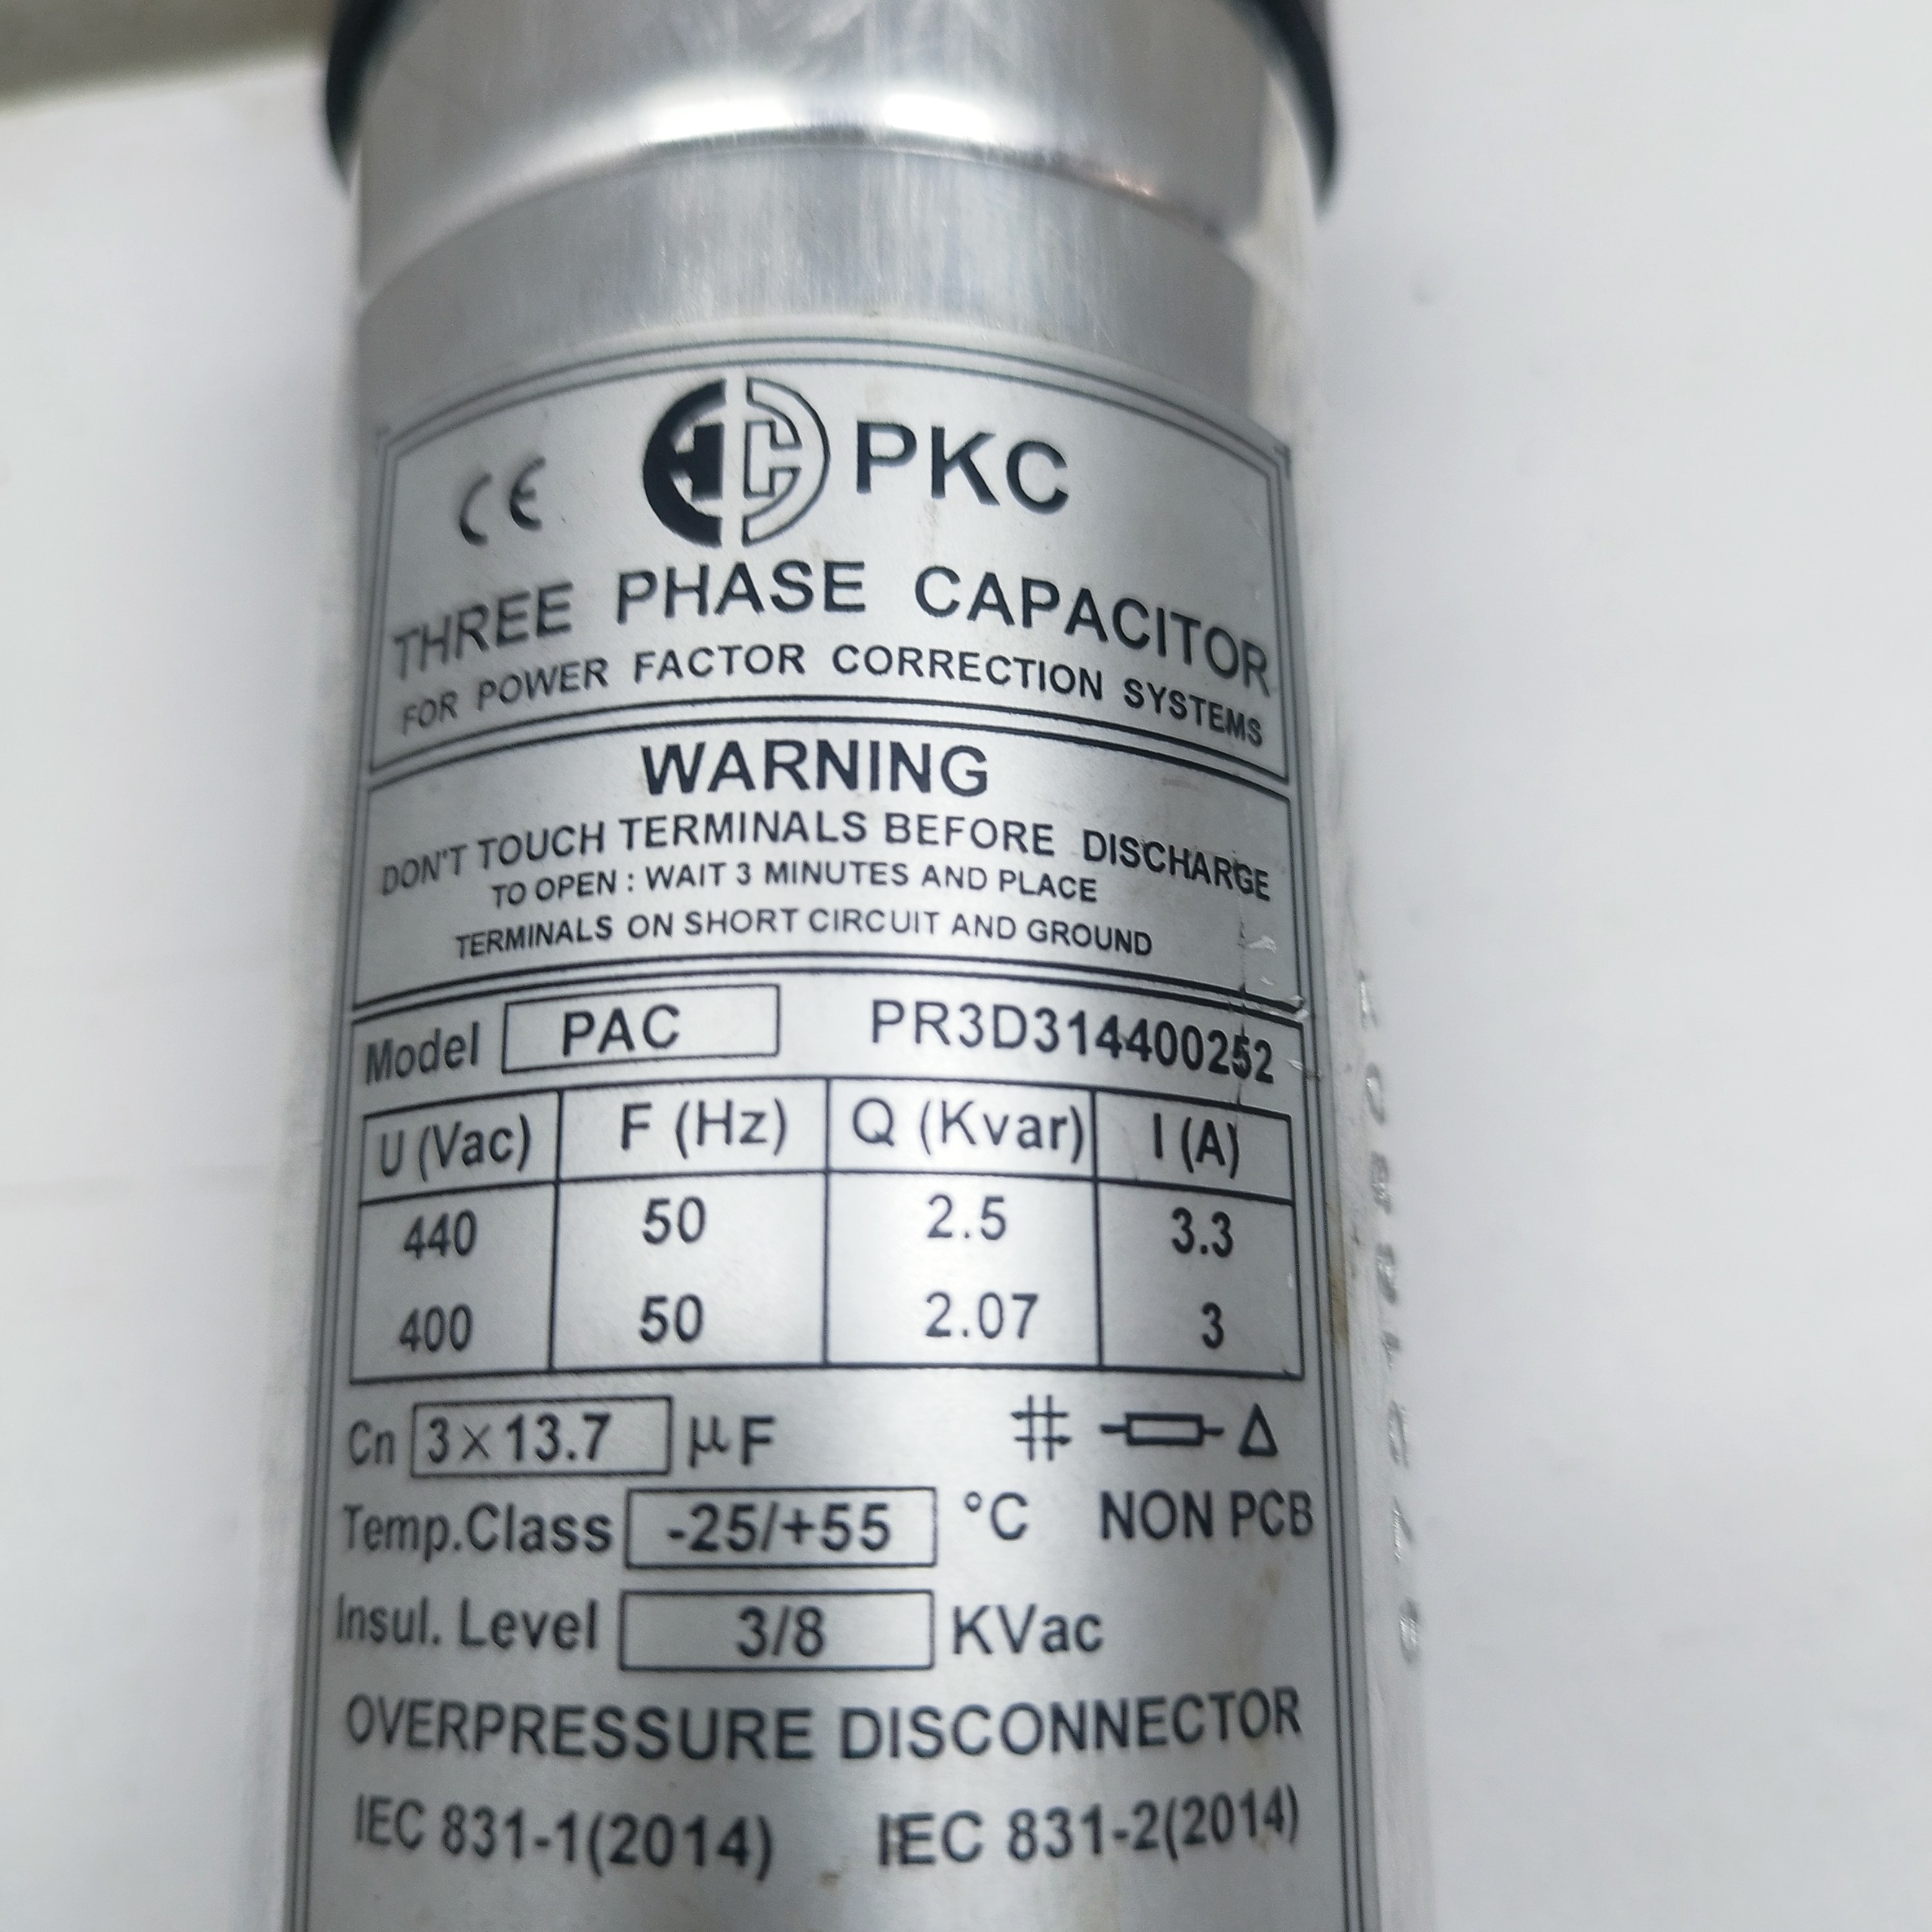 CE PKC
THREE PHASE CAPACITOR
FOR POWER FACTOR CORRECTION SYSTEMS
WARNING
DON'T TOUCH TERMINALS BEFORE DISCHARGE
TO OPEN : WAIT 3 MINUTES AND PLACE
TERMINALS ON SHORT CIRCUIT AND GROUND
Model PAC PR3D314400252
U (Vac) F (Hz) Q (Kvar) I (A)
440 50 2.5 3.3
400 50 2.07 3
Cn 3×13.7 µF
Temp.Class -25/+55 °C NON PCB
Insul. Level 3/8 KVac
OVERPRESSURE DISCONNECTOR
IEC 831-1(2014) IEC 831-2(2014)